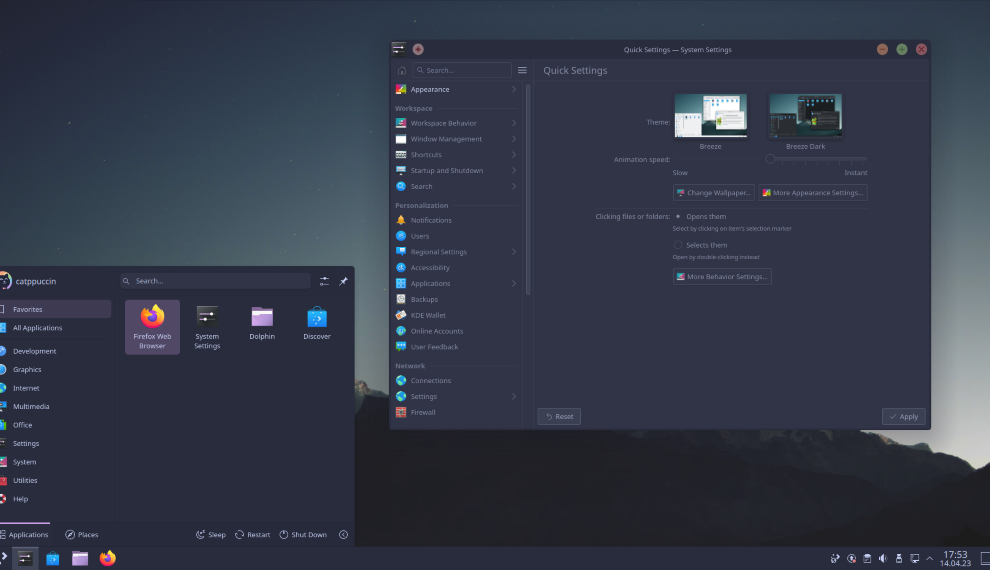 Quick Settings — System Settings
Search...
Quick Settings
Appearance
Workspace
Workspace Behavior
Window Management
Shortcuts
Startup and Shutdown
Search
Personalization
Notifications
Users
Regional Settings
Accessibility
Applications
Backups
KDE Wallet
Online Accounts
User Feedback
Network
Connections
Settings
Firewall
Theme:
Breeze
Breeze Dark
Animation speed:
Slow
Instant
Change Wallpaper...
More Appearance Settings...
Clicking files or folders:
Opens them
Select by clicking on item's selection marker
Selects them
Open by double-clicking instead
More Behavior Settings...
Reset
Apply
catppuccin
Search...
Favorites
All Applications
Development
Graphics
Internet
Multimedia
Office
Settings
System
Utilities
Help
Firefox Web
Browser
System
Settings
Dolphin
Discover
Applications
Places
Sleep
Restart
Shut Down
17:53
14.04.23